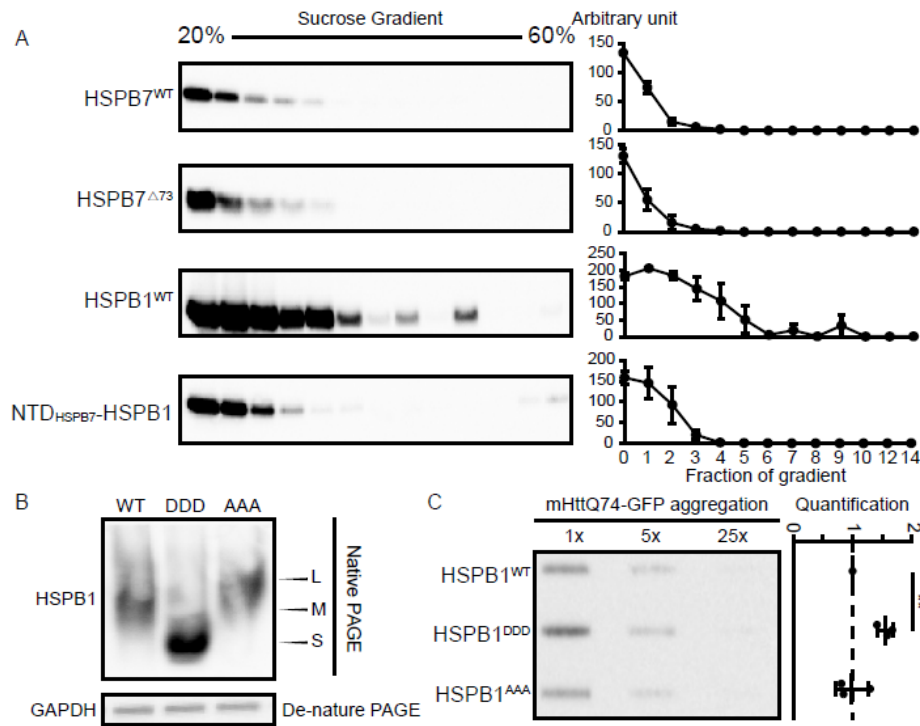 A
Sucrose Gradient
20% 60%
Arbitrary unit
HSPB7WT
150
100
50
0
HSPB7△73
150
100
50
0
HSPB1WT
250
200
150
100
50
0
NTDHSPB7-HSPB1
200
150
100
50
0
0 1 2 3 4 5 6 7 8 9 10 12 14
Fraction of gradient
B
WT DDD AAA
HSPB1
L
M
S
Native PAGE
GAPDH
De-nature PAGE
C
mHttQ74-GFP aggregation
1x 5x 25x
Quantification
0 1 2
HSPB1WT
HSPB1DDD
HSPB1AAA